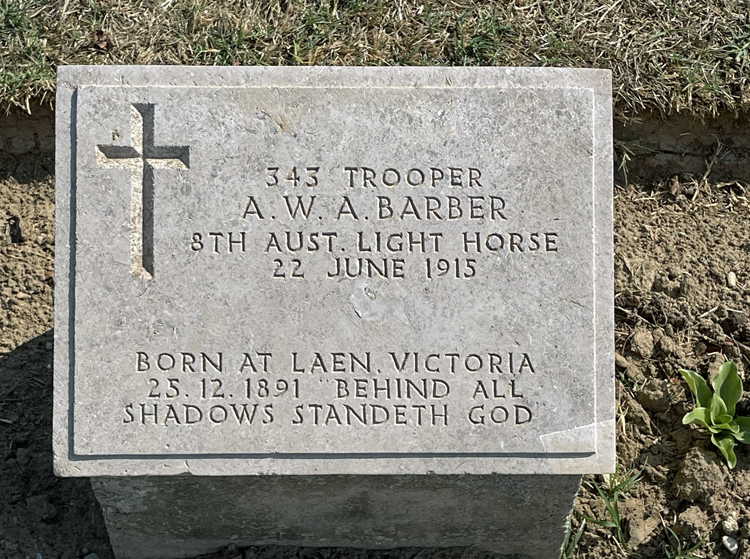 343 TROOPER
A. W. A. BARBER
8TH AUST. LIGHT HORSE
22 JUNE 1915
BORN AT LAEN, VICTORIA
25. 12. 1891 "BEHIND ALL
SHADOWS STANDETH GOD"